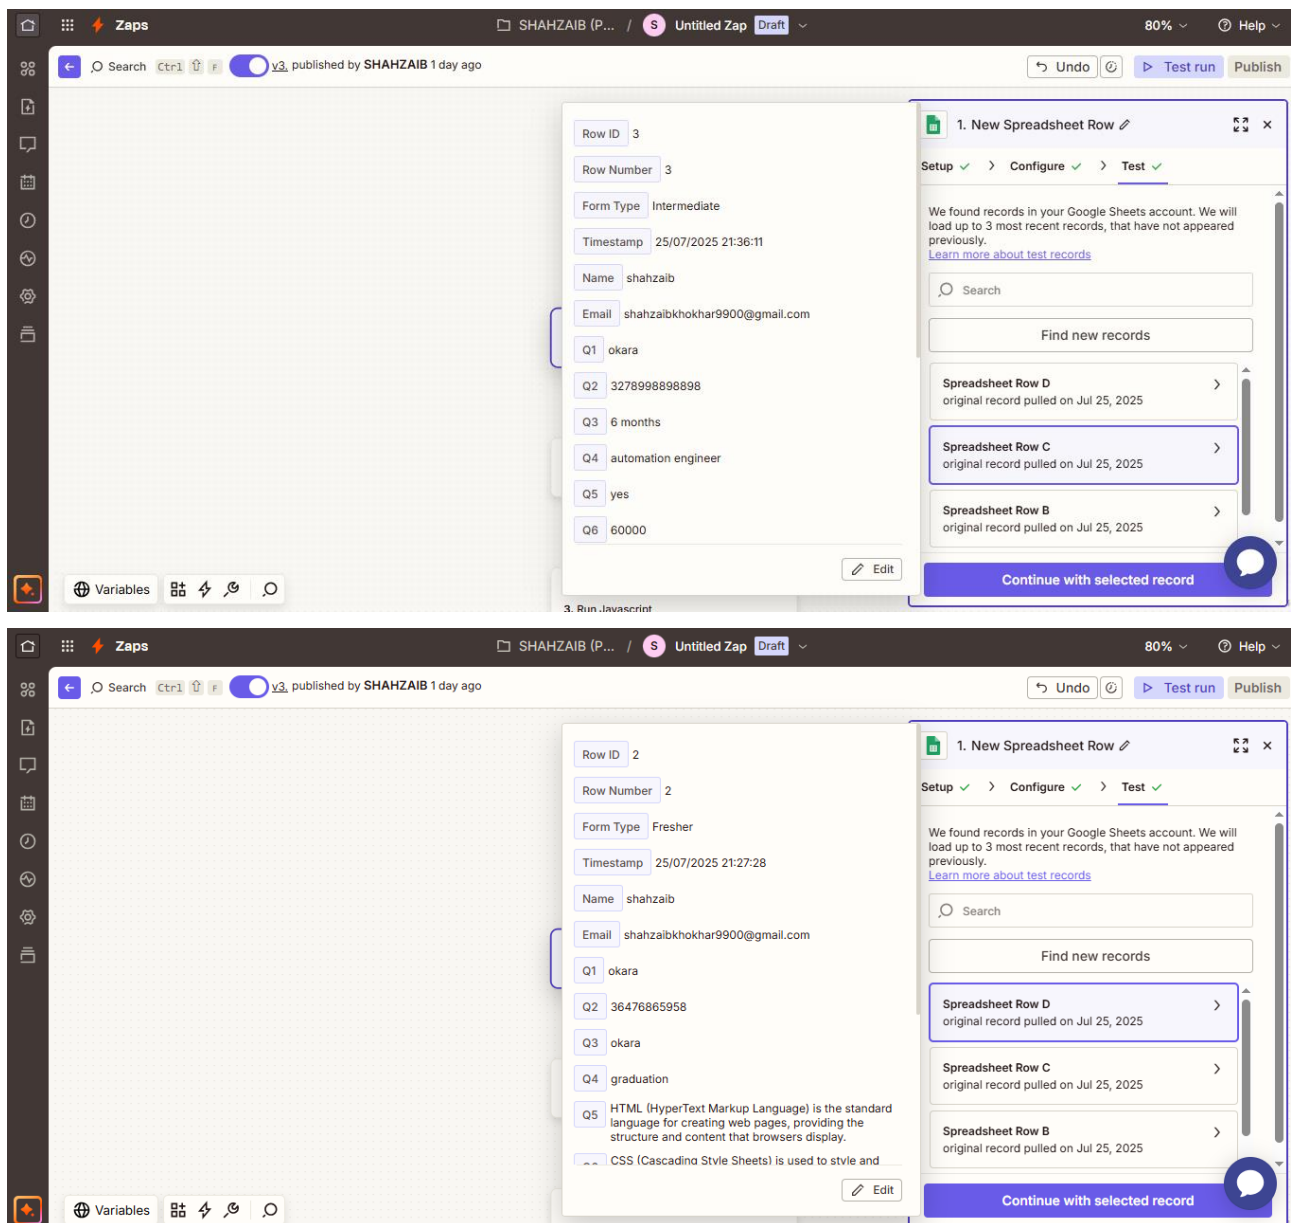 Zaps
SHAHZAIB (P... / S Untitled Zap Draft
80%
Help
Search Ctrl ⇧ F
v3, published by SHAHZAIB 1 day ago
Undo
Test run
Publish
Row ID 3
Row Number 3
Form Type Intermediate
Timestamp 25/07/2025 21:36:11
Name shahzaib
Email shahzaibkhokhar9900@gmail.com
Q1 okara
Q2 3278998898898
Q3 6 months
Q4 automation engineer
Q5 yes
Q6 60000
Edit
3. Run Javascript
1. New Spreadsheet Row
Setup
Configure
Test
We found records in your Google Sheets account. We will
load up to 3 most recent records, that have not appeared
previously.
Learn more about test records
Search
Find new records
Spreadsheet Row D
original record pulled on Jul 25, 2025
Spreadsheet Row C
original record pulled on Jul 25, 2025
Spreadsheet Row B
original record pulled on Jul 25, 2025
Continue with selected record
Variables
Zaps
SHAHZAIB (P... / S Untitled Zap Draft
80%
Help
Search Ctrl ⇧ F
v3, published by SHAHZAIB 1 day ago
Undo
Test run
Publish
Row ID 2
Row Number 2
Form Type Fresher
Timestamp 25/07/2025 21:27:28
Name shahzaib
Email shahzaibkhokhar9900@gmail.com
Q1 okara
Q2 36476865958
Q3 okara
Q4 graduation
Q5 HTML (HyperText Markup Language) is the standard
language for creating web pages, providing the
structure and content that browsers display.
CSS (Cascading Style Sheets) is used to style and
Edit
1. New Spreadsheet Row
Setup
Configure
Test
We found records in your Google Sheets account. We will
load up to 3 most recent records, that have not appeared
previously.
Learn more about test records
Search
Find new records
Spreadsheet Row D
original record pulled on Jul 25, 2025
Spreadsheet Row C
original record pulled on Jul 25, 2025
Spreadsheet Row B
original record pulled on Jul 25, 2025
Continue with selected record
Variables